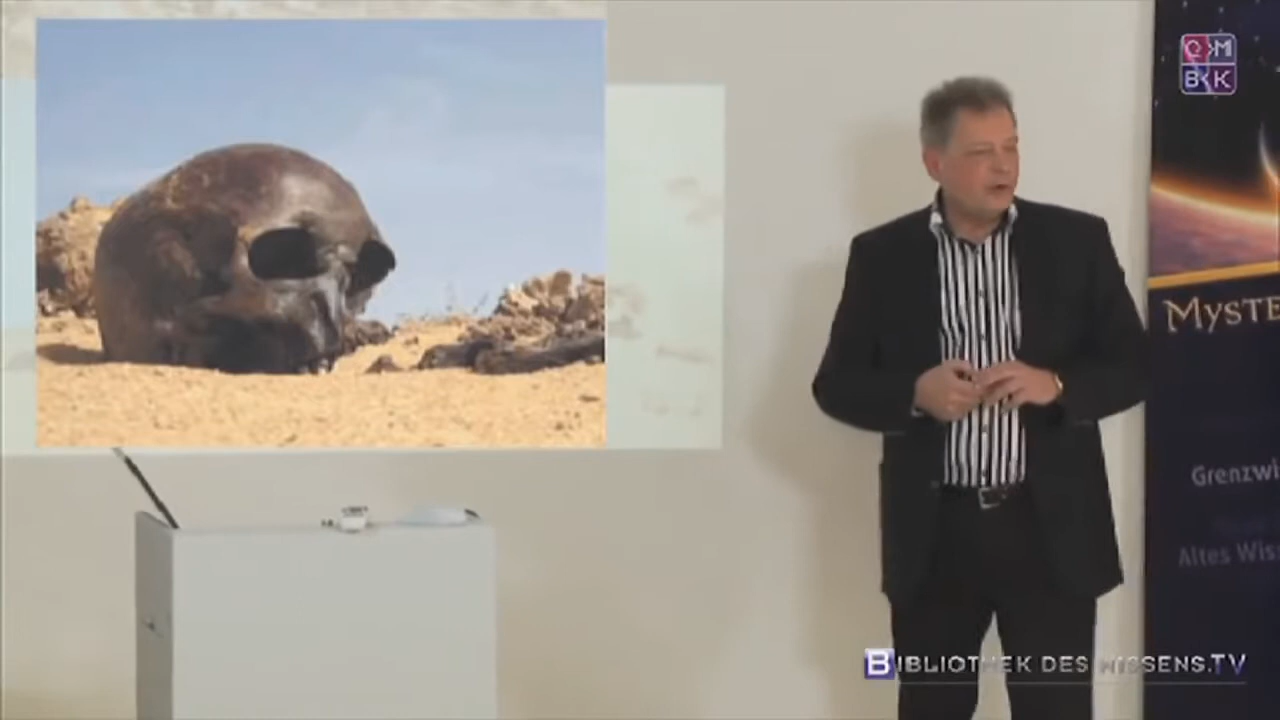 Q M
B K
MYSTE
Grenzwi
Altes Wis
BIBLIOTHEK DES WISSENS.TV